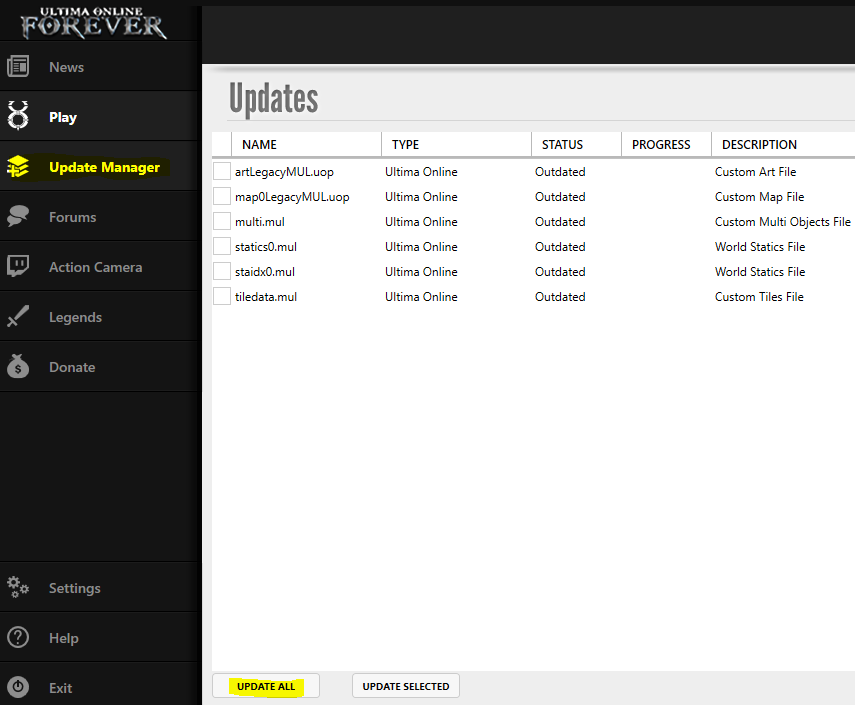 ULTIMA ONLINE
FOREVER
News
Play
Update Manager
Forums
Action Camera
Legends
Donate
Settings
Help
Exit
Updates
NAME TYPE STATUS PROGRESS DESCRIPTION
artLegacyMUL.uop Ultima Online Outdated Custom Art File
map0LegacyMUL.uop Ultima Online Outdated Custom Map File
multi.mul Ultima Online Outdated Custom Multi Objects File
statics0.mul Ultima Online Outdated World Statics File
staidx0.mul Ultima Online Outdated World Statics File
tiledata.mul Ultima Online Outdated Custom Tiles File
UPDATE ALL UPDATE SELECTED